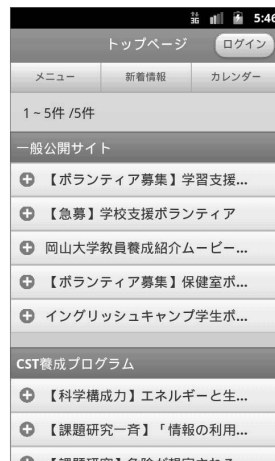 3G 5:46
トップページ ログイン
メニュー 新着情報 カレンダー
1~5件 /5件
一般公開サイト
【ボランティア募集】学習支援...
【急募】学校支援ボランティア
岡山大学教員養成紹介ムービー...
【ボランティア募集】保健室ボ...
イングリッシュキャンプ学生ボ...
CST養成プログラム
【科学構成力】エネルギーと生...
【課題研究一斉】「情報の利用...